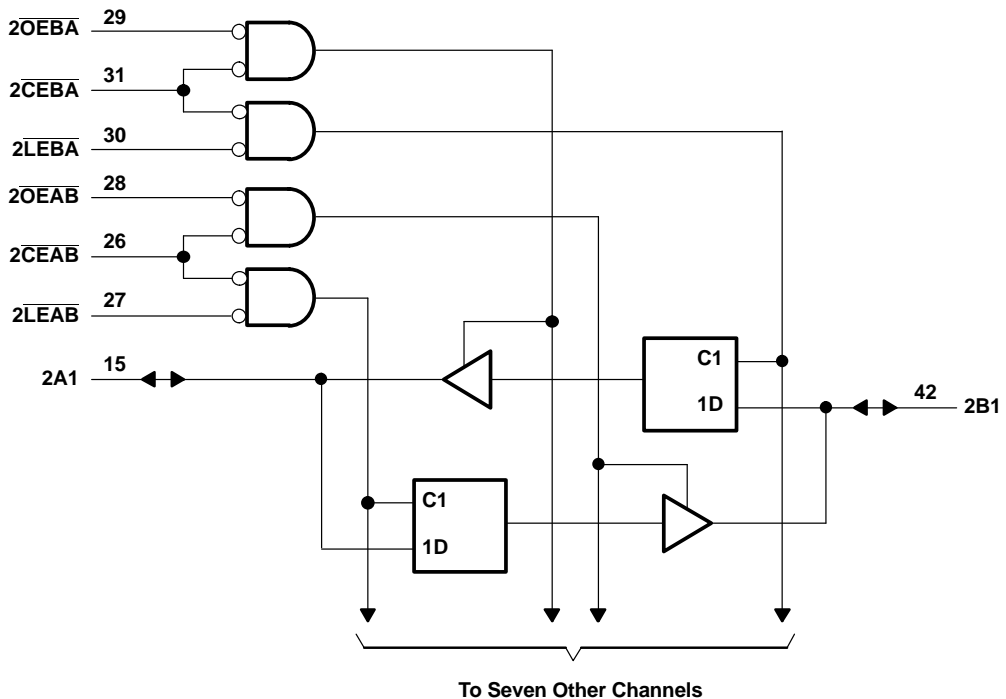 2OEBA 29
2CEBA 31
2LEBA 30
2OEAB 28
2CEAB 26
2LEAB 27
2A1 15
C1
1D
42 2B1
C1
1D
To Seven Other Channels